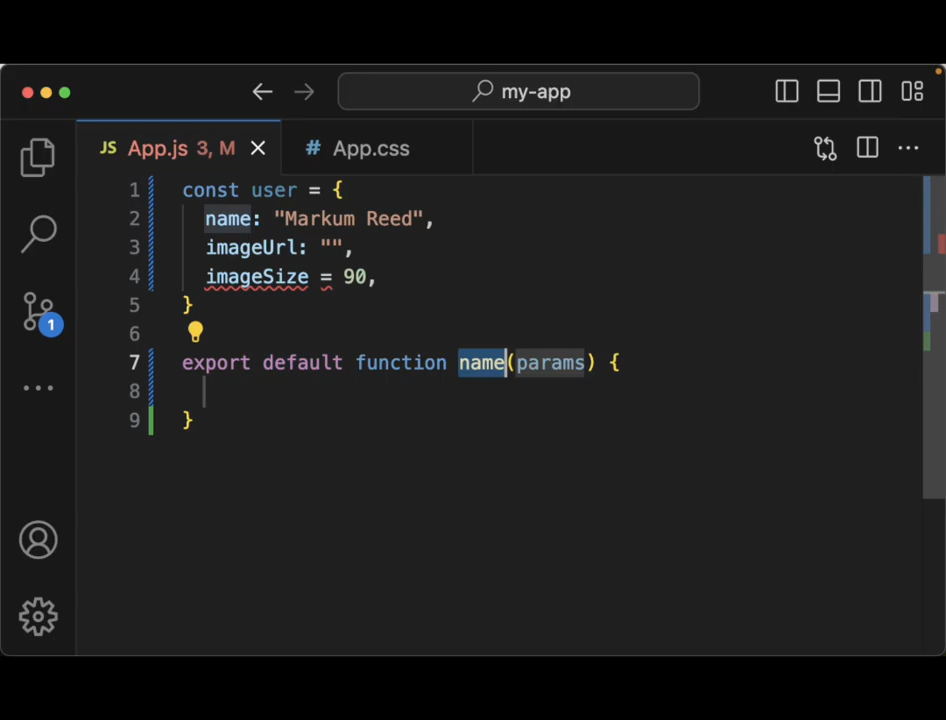 my-app
JS App.js 3, M
# App.css
1 const user = {
2 name: "Markum Reed",
3 imageUrl: "",
4 imageSize = 90,
5 }
6
7 export default function name(params) {
8
9 }
1